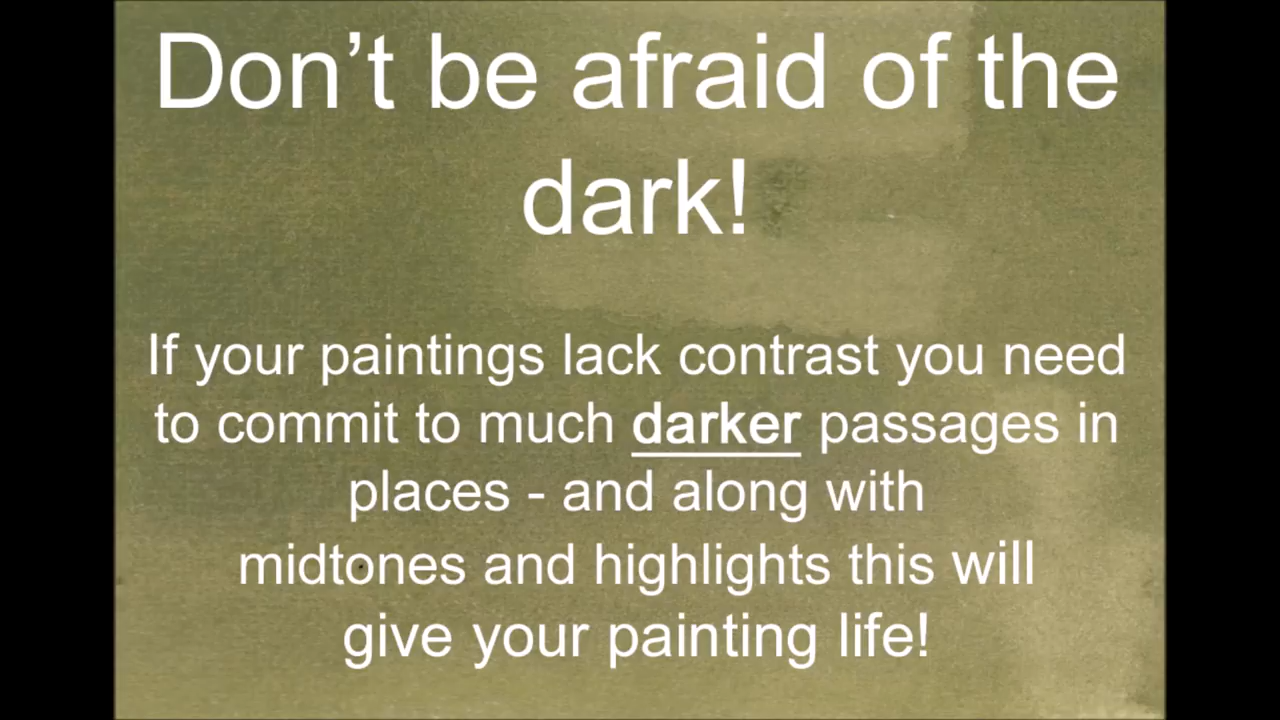 Don’t be afraid of the
dark!
If your paintings lack contrast you need
to commit to much darker passages in
places - and along with
midtones and highlights this will
give your painting life!